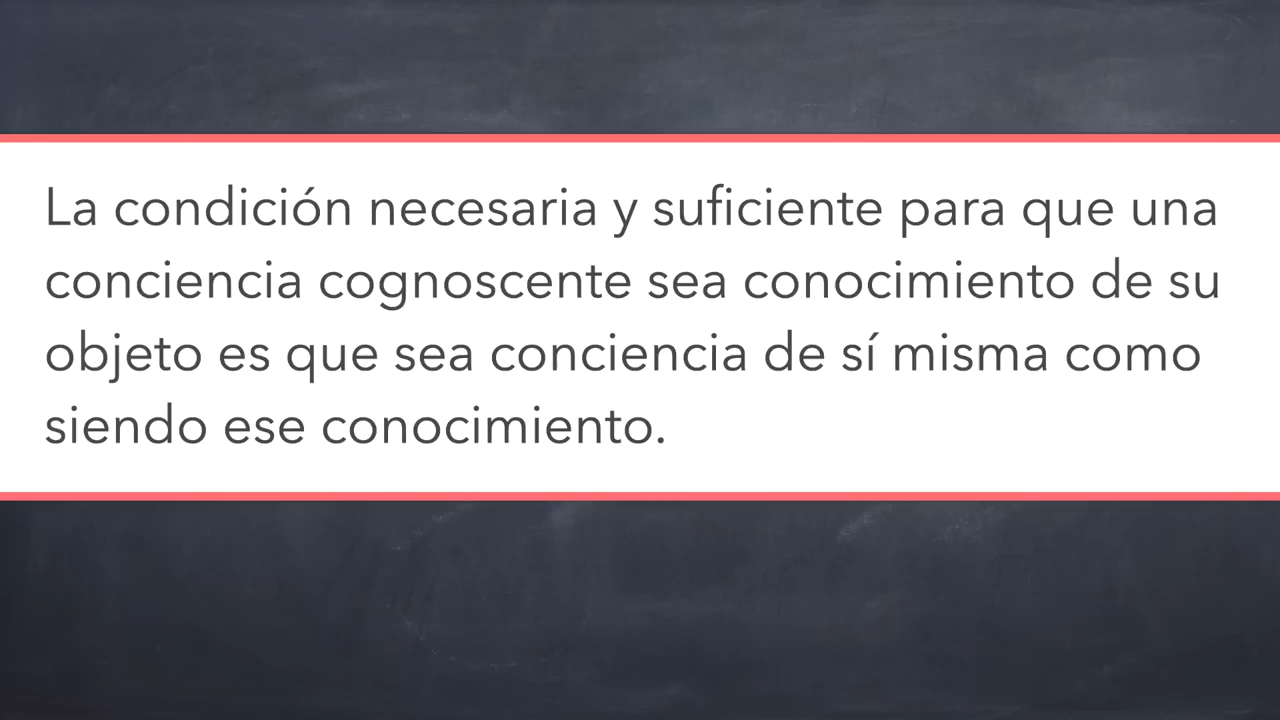 La condición necesaria y suficiente para que una
conciencia cognoscente sea conocimiento de su
objeto es que sea conciencia de sí misma como
siendo ese conocimiento.